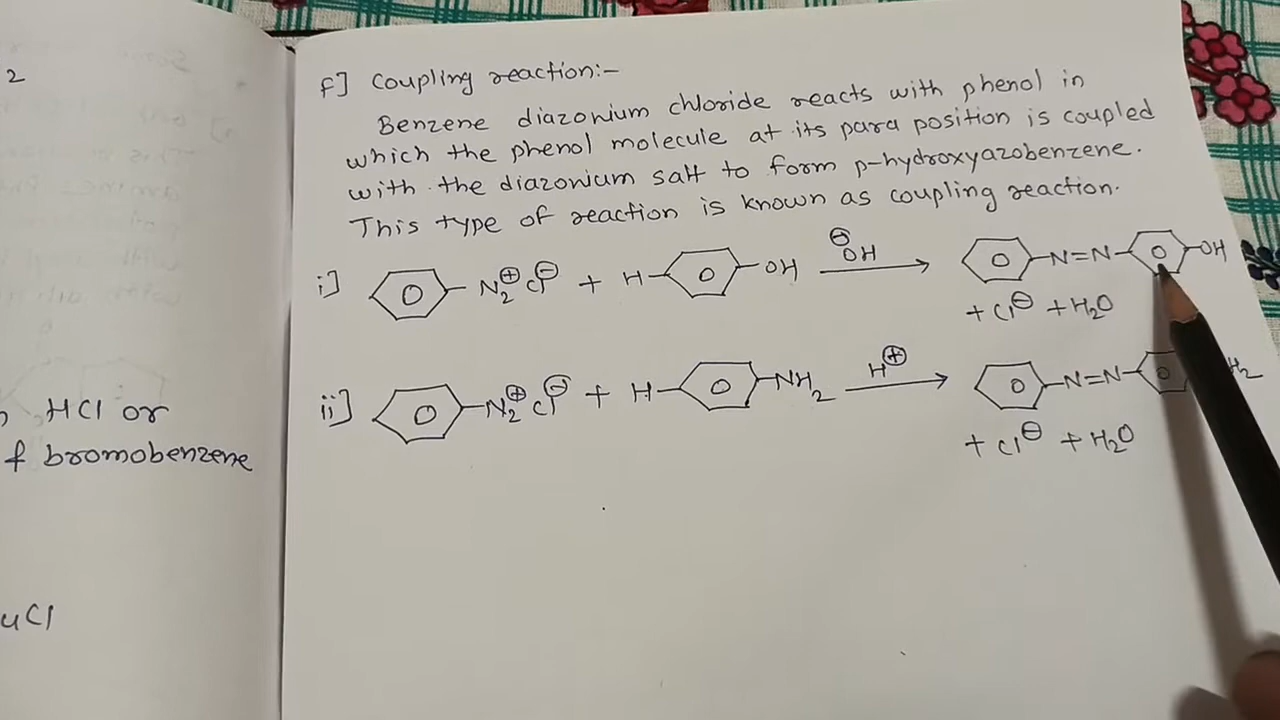 2
HCl or
f bromobenzene
uCl
F] Coupling reaction:-
Benzene diazonium chloride reacts with phenol in
which the phenol molecule at its para position is coupled
with the diazonium salt to form p-hydroxyazobenzene.
This type of reaction is known as coupling reaction.
i] N₂⊕Cl⊖ + H OH ⊖OH → N=N OH
+ Cl⊖ + H₂O
ii] N₂⊕Cl⊖ + H NH₂ H⊕ → N=N H₂
+ Cl⊖ + H₂O